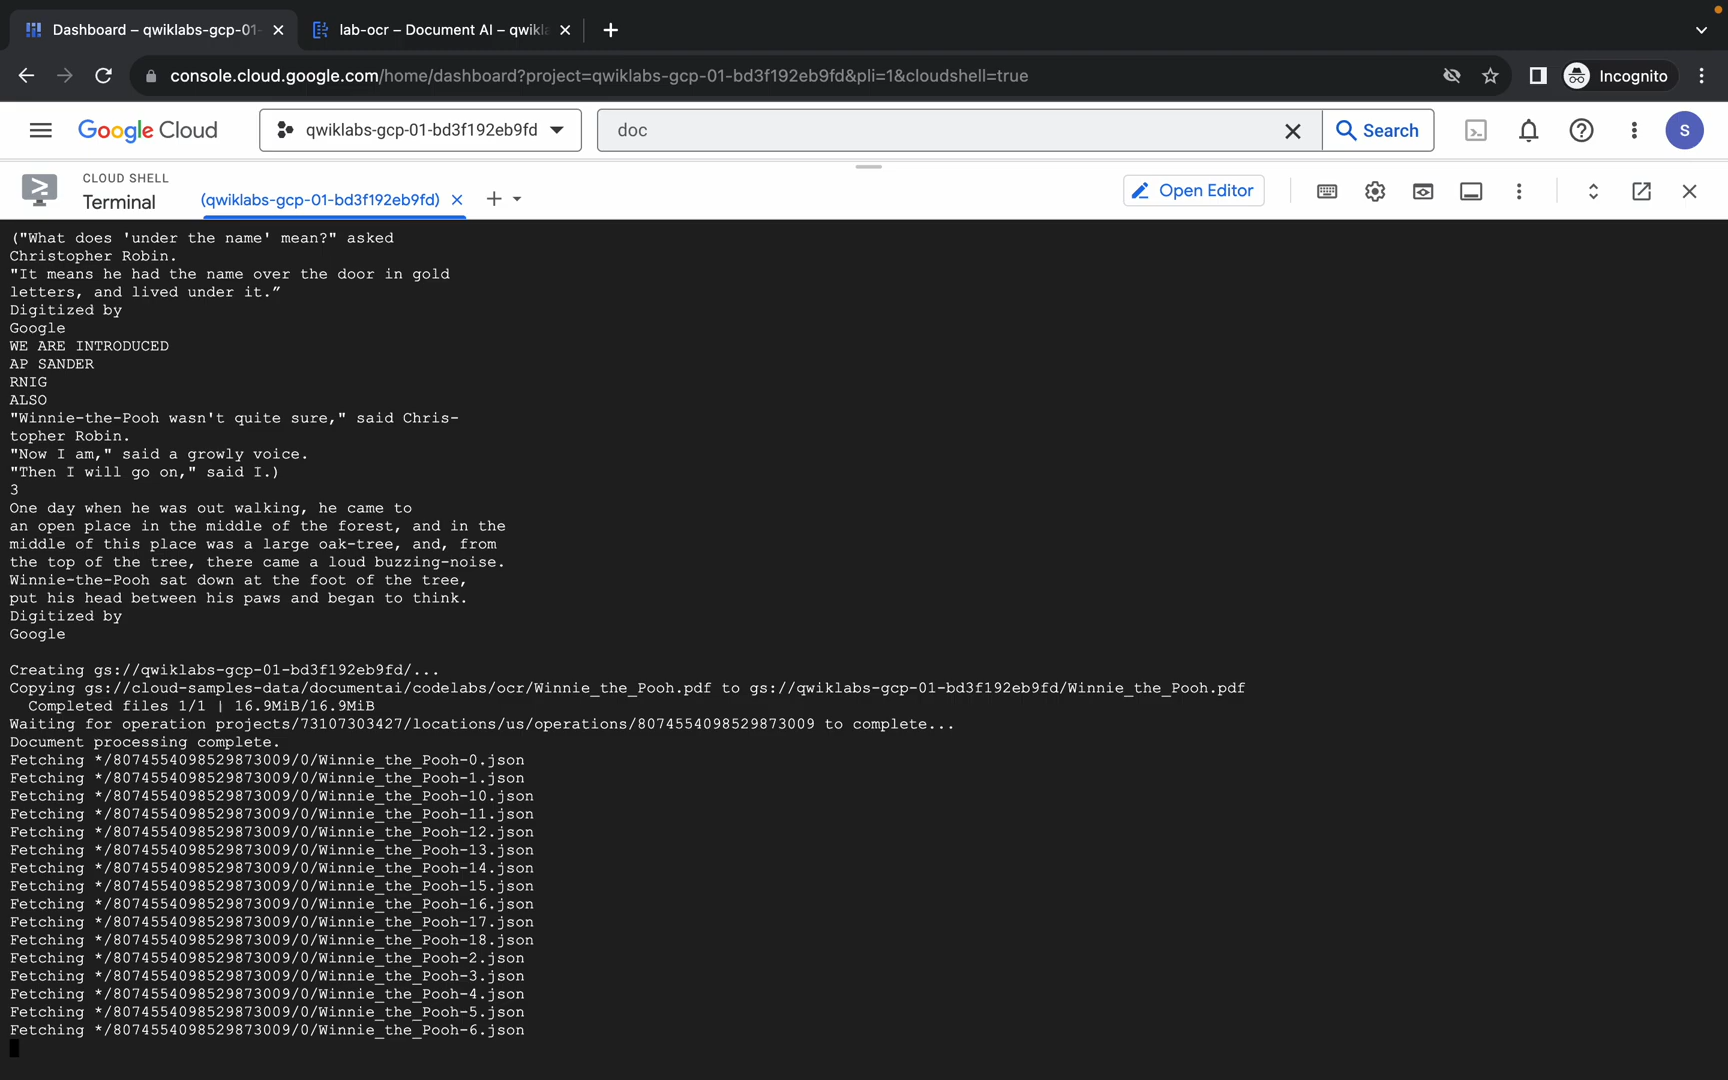 Dashboard – qwiklabs-gcp-01-
lab-ocr – Document AI – qwikla
console.cloud.google.com/home/dashboard?project=qwiklabs-gcp-01-bd3f192eb9fd&pli=1&cloudshell=true
Incognito
Google Cloud
qwiklabs-gcp-01-bd3f192eb9fd
doc
Search
S
CLOUD SHELL
Terminal
(qwiklabs-gcp-01-bd3f192eb9fd)
Open Editor
("What does 'under the name' mean?" asked
Christopher Robin.
"It means he had the name over the door in gold
letters, and lived under it.”
Digitized by
Google
WE ARE INTRODUCED
AP SANDER
RNIG
ALSO
"Winnie-the-Pooh wasn't quite sure," said Chris-
topher Robin.
"Now I am," said a growly voice.
"Then I will go on," said I.)
3
One day when he was out walking, he came to
an open place in the middle of the forest, and in the
middle of this place was a large oak-tree, and, from
the top of the tree, there came a loud buzzing-noise.
Winnie-the-Pooh sat down at the foot of the tree,
put his head between his paws and began to think.
Digitized by
Google
Creating gs://qwiklabs-gcp-01-bd3f192eb9fd/...
Copying gs://cloud-samples-data/documentai/codelabs/ocr/Winnie_the_Pooh.pdf to gs://qwiklabs-gcp-01-bd3f192eb9fd/Winnie_the_Pooh.pdf
Completed files 1/1 | 16.9MiB/16.9MiB
Waiting for operation projects/73107303427/locations/us/operations/8074554098529873009 to complete...
Document processing complete.
Fetching */8074554098529873009/0/Winnie_the_Pooh-0.json
Fetching */8074554098529873009/0/Winnie_the_Pooh-1.json
Fetching */8074554098529873009/0/Winnie_the_Pooh-10.json
Fetching */8074554098529873009/0/Winnie_the_Pooh-11.json
Fetching */8074554098529873009/0/Winnie_the_Pooh-12.json
Fetching */8074554098529873009/0/Winnie_the_Pooh-13.json
Fetching */8074554098529873009/0/Winnie_the_Pooh-14.json
Fetching */8074554098529873009/0/Winnie_the_Pooh-15.json
Fetching */8074554098529873009/0/Winnie_the_Pooh-16.json
Fetching */8074554098529873009/0/Winnie_the_Pooh-17.json
Fetching */8074554098529873009/0/Winnie_the_Pooh-18.json
Fetching */8074554098529873009/0/Winnie_the_Pooh-2.json
Fetching */8074554098529873009/0/Winnie_the_Pooh-3.json
Fetching */8074554098529873009/0/Winnie_the_Pooh-4.json
Fetching */8074554098529873009/0/Winnie_the_Pooh-5.json
Fetching */8074554098529873009/0/Winnie_the_Pooh-6.json